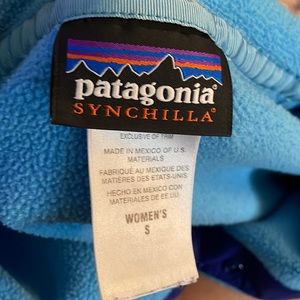 patagonia
SYNCHILLA
EXCLUSIVE OF TRIM
MADE IN MEXICO OF U.S.
MATERIALS
FABRIQUÉ AU MEXIQUE DES
MATIÈRES DES ETATS-UNIS
HECHO EN MEXICO CON
MATERIALES DE EE.UU
WOMEN'S
S